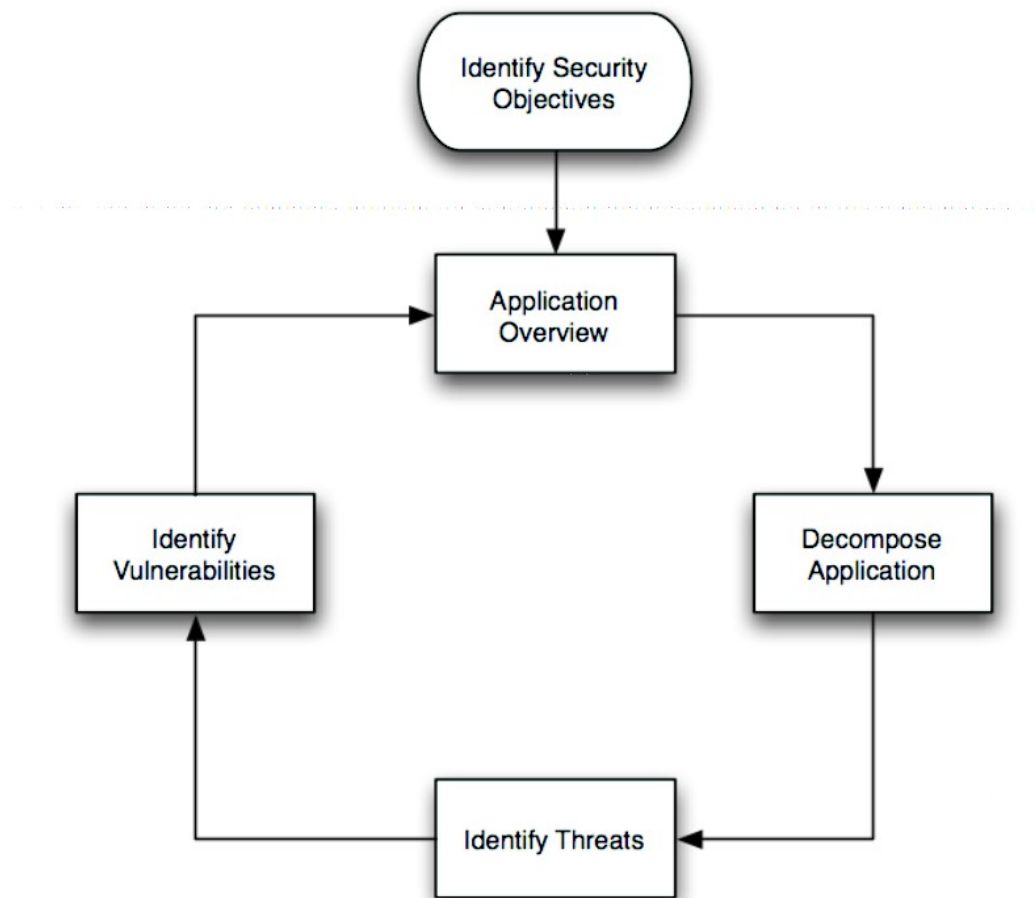 Identify Security
Objectives
Application
Overview
Identify
Vulnerabilities
Decompose
Application
Identify Threats